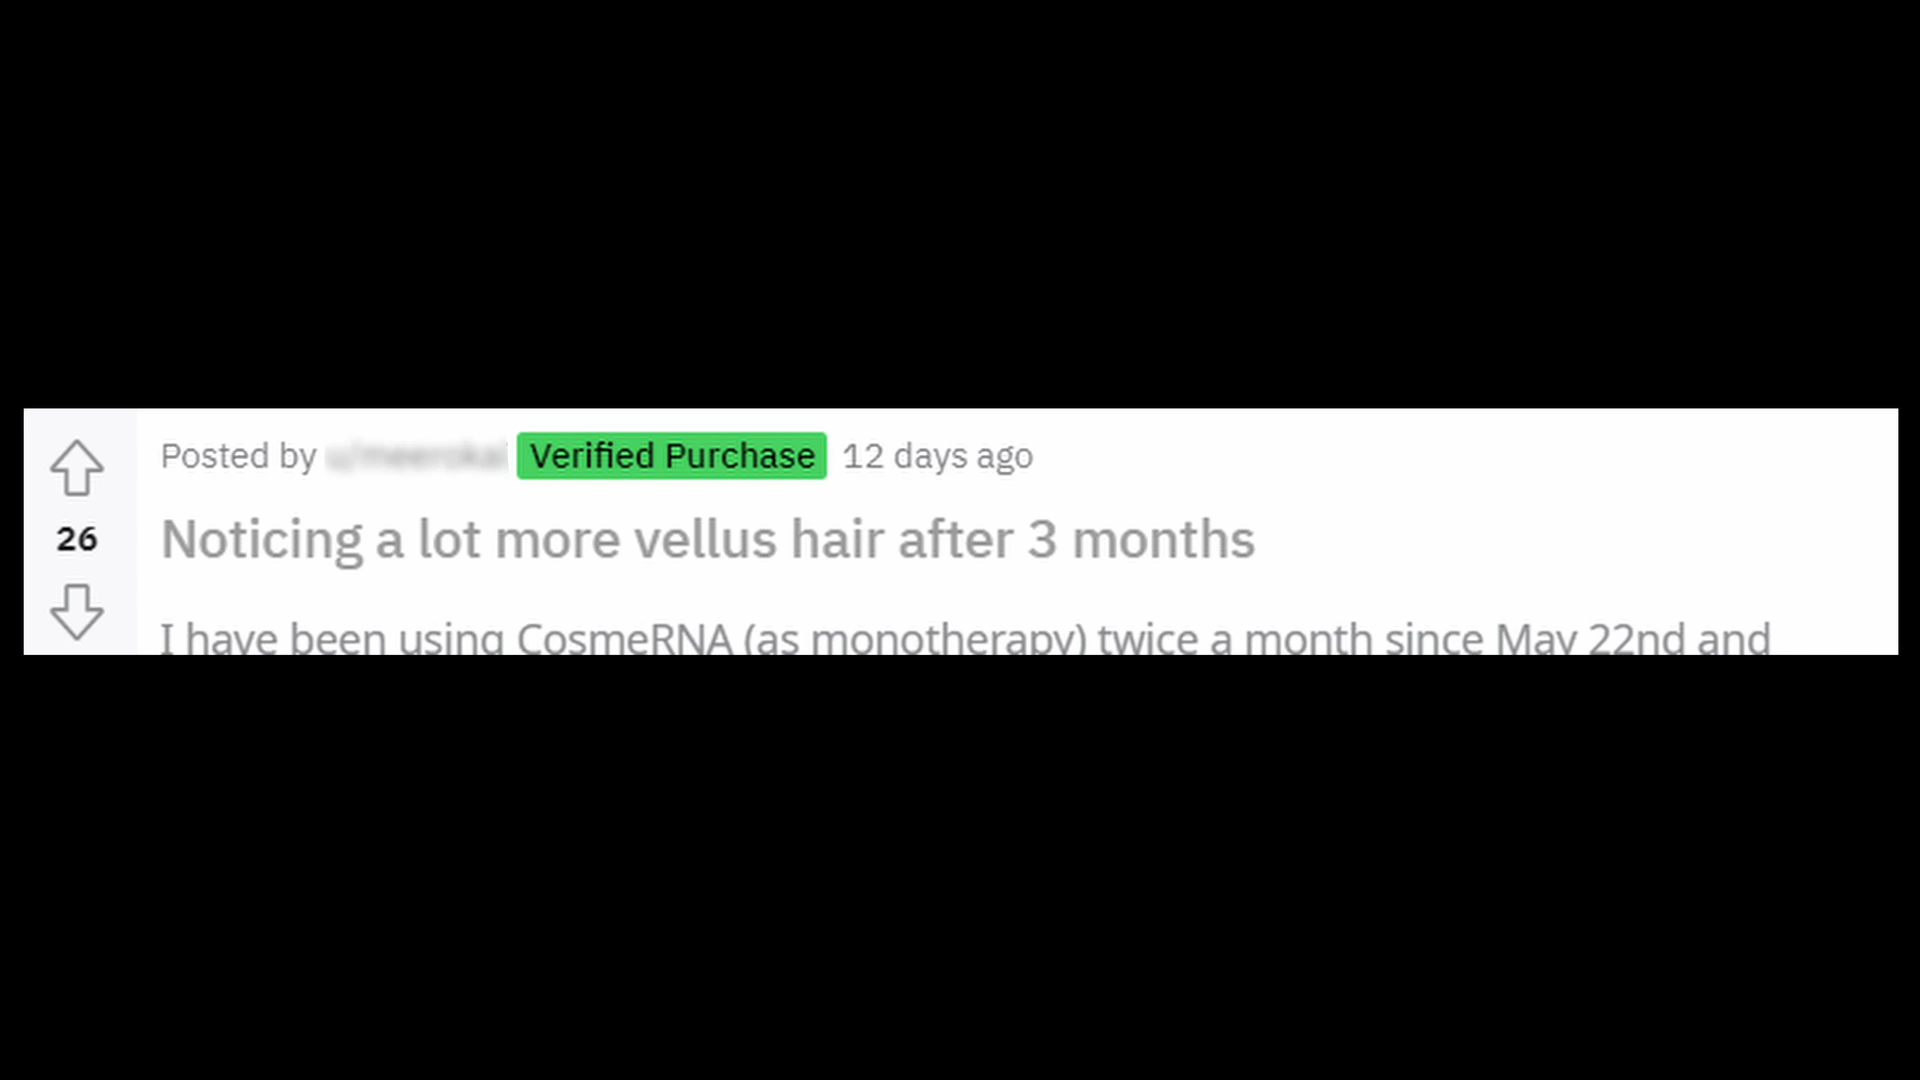 Posted by Verified Purchase 12 days ago
26
Noticing a lot more vellus hair after 3 months
I have been using CosmeRNA (as monotherapy) twice a month since May 22nd and